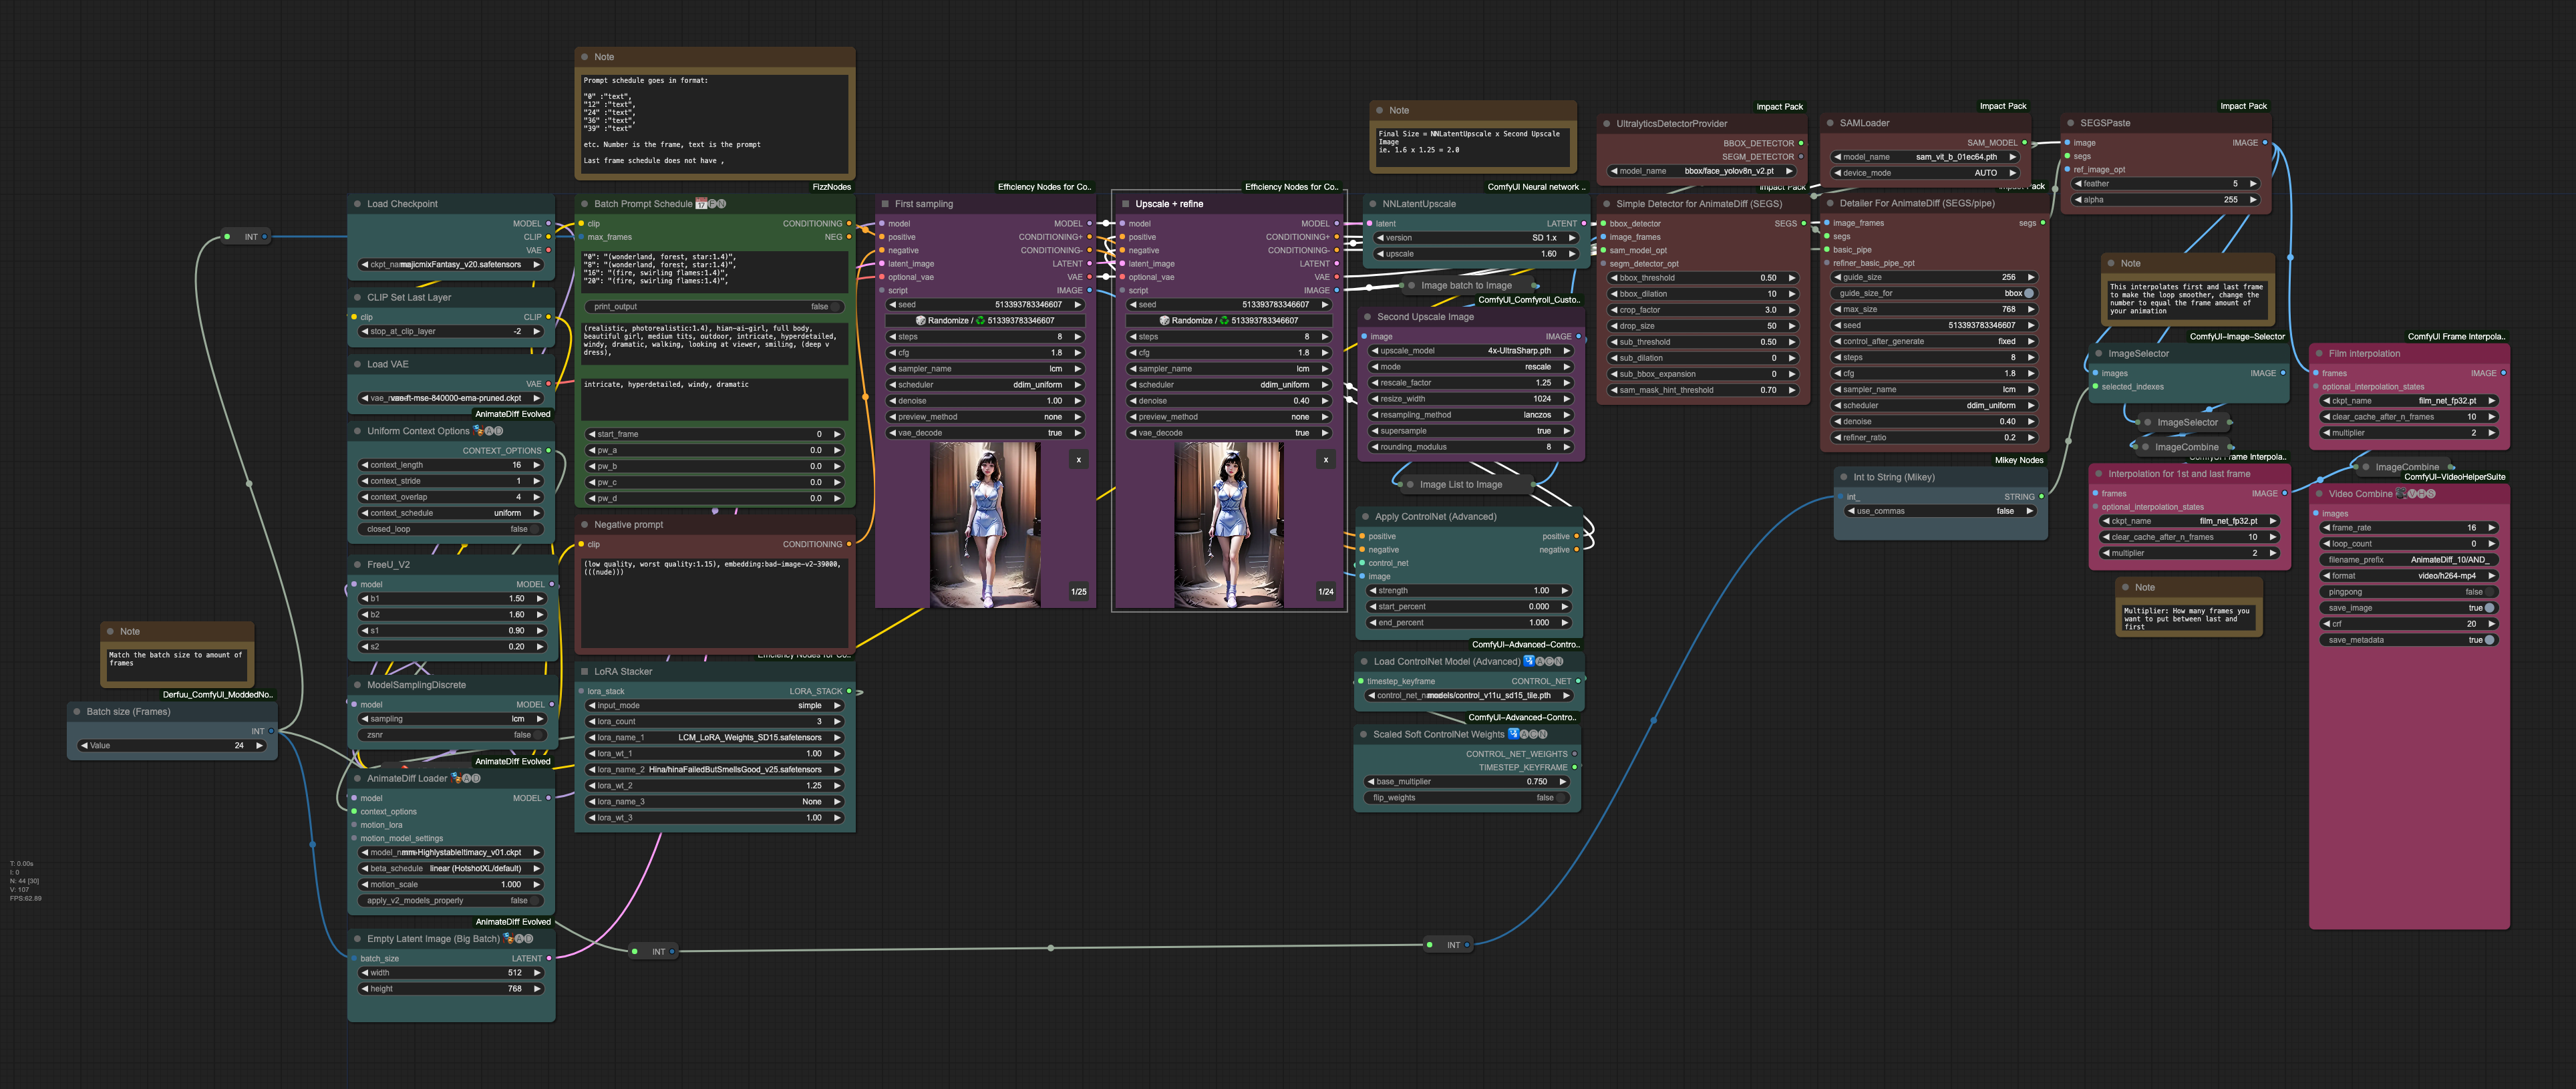 Note
Prompt schedule goes in format:
"0" :"text",
"12" :"text",
"24" :"text",
"36" :"text",
"39" :"text"
etc. Number is the frame, text is the prompt
Last frame schedule does not have ,
INT
Load Checkpoint
MODEL
CLIP
VAE
majicmixFantasy_v20.safetensors
CLIP Set Last Layer
clip
CLIP
stop_at_clip_layer -2
Load VAE
VAE
vae-ft-mse-840000-ema-pruned.ckpt
AnimateDiff Evolved
Uniform Context Options
CONTEXT_OPTIONS
context_length 16
context_stride 1
context_overlap 4
context_schedule uniform
closed_loop false
FreeU_V2
model MODEL
b1 1.50
b2 1.60
s1 0.90
s2 0.20
Note
Match the batch size to amount of
frames
Derfuu_ComfyUI_ModdedNo..
Batch size (Frames)
INT
Value 24
ModelSamplingDiscrete
model MODEL
sampling lcm
zsnr false
AnimateDiff Evolved
AnimateDiff Loader
model MODEL
context_options
motion_lora
motion_model_settings
mm-Highlystableltimacy_v01.ckpt
beta_schedule linear (HotshotXL/default)
motion_scale 1.000
apply_v2_models_properly false
AnimateDiff Evolved
Empty Latent Image (Big Batch)
batch_size LATENT
width 512
height 768
T: 0.00s
I: 0
N: 44 [30]
V: 107
FPS:62.89
FizzNodes
Batch Prompt Schedule
clip CONDITIONING
max_frames NEG
"0": "(wonderland, forest, star:1.4)",
"8": "(wonderland, forest, star:1.4)",
"16": "(fire, swirling flames:1.4)",
"20": "(fire, swirling flames:1.4)",
print_output false
(realistic, photorealistic:1.4), hian-ai-girl, full body,
beautiful girl, medium tits, outdoor, intricate, hyperdetailed,
windy, dramatic, walking, looking at viewer, smiling, (deep v
dress),
intricate, hyperdetailed, windy, dramatic
start_frame 0
pw_a 0.0
pw_b 0.0
pw_c 0.0
pw_d 0.0
Negative prompt
clip CONDITIONING
(low quality, worst quality:1.15), embedding:bad-image-v2-39000,
(((nude)))
Efficiency Nodes for Co..
LoRA Stacker
lora_stack LORA_STACK
input_mode simple
lora_count 3
lora_name_1 LCM_LoRA_Weights_SD15.safetensors
lora_wt_1 1.00
lora_name_2 Hina/hinaFailedButSmellsGood_v25.safetensors
lora_wt_2 1.25
lora_name_3 None
lora_wt_3 1.00
INT
Efficiency Nodes for Co..
First sampling
model MODEL
positive CONDITIONING+
negative CONDITIONING-
latent_image LATENT
optional_vae VAE
script IMAGE
seed 513393783346607
Randomize / 513393783346607
steps 8
cfg 1.8
sampler_name lcm
scheduler ddim_uniform
denoise 1.00
preview_method none
vae_decode true
x
1/25
Efficiency Nodes for Co..
Upscale + refine
model MODEL
positive CONDITIONING+
negative CONDITIONING-
latent_image LATENT
optional_vae VAE
script IMAGE
seed 513393783346607
Randomize / 513393783346607
steps 8
cfg 1.8
sampler_name lcm
scheduler ddim_uniform
denoise 0.40
preview_method none
vae_decode true
x
1/24
Note
Final Size = NNLatentUpscale x Second Upscale
Image
ie. 1.6 x 1.25 = 2.0
ComfyUI Neural network ..
NNLatentUpscale
latent LATENT
version SD 1.x
upscale 1.60
Image batch to Image
ComfyUI_Comfyroll_Custo..
Second Upscale Image
image IMAGE
upscale_model 4x-UltraSharp.pth
mode rescale
rescale_factor 1.25
resize_width 1024
resampling_method lanczos
supersample true
rounding_modulus 8
Image List to Image
Apply ControlNet (Advanced)
positive positive
negative negative
control_net
image
strength 1.00
start_percent 0.000
end_percent 1.000
ComfyUI-Advanced-Contro..
Load ControlNet Model (Advanced)
timestep_keyframe CONTROL_NET
models/control_v11u_sd15_tile.pth
ComfyUI-Advanced-Contro..
Scaled Soft ControlNet Weights
CONTROL_NET_WEIGHTS
TIMESTEP_KEYFRAME
base_multiplier 0.750
flip_weights false
INT
Impact Pack
UltralyticsDetectorProvider
BBOX_DETECTOR
SEGM_DETECTOR
model_name bbox/face_yolov8n_v2.pt
Impact Pack
Simple Detector for AnimateDiff (SEGS)
bbox_detector SEGS
image_frames
sam_model_opt
segm_detector_opt
bbox_threshold 0.50
bbox_dilation 10
crop_factor 3.0
drop_size 50
sub_threshold 0.50
sub_dilation 0
sub_bbox_expansion 0
sam_mask_hint_threshold 0.70
Impact Pack
SAMLoader
SAM_MODEL
model_name sam_vit_b_01ec64.pth
device_mode AUTO
Detailer For AnimateDiff (SEGS/pipe)
image_frames segs
segs
basic_pipe
refiner_basic_pipe_opt
guide_size 256
guide_size_for bbox
max_size 768
seed 513393783346607
control_after_generate fixed
steps 8
cfg 1.8
sampler_name lcm
scheduler ddim_uniform
denoise 0.40
refiner_ratio 0.2
Mikey Nodes
Int to String (Mikey)
int_ STRING
use_commas false
Impact Pack
SEGSPaste
image IMAGE
segs
ref_image_opt
feather 5
alpha 255
Note
This interpolates first and last frame
to make the loop smoother, change the
number to equal the frame amount of
your animation
ComfyUI-Image-Selector
ImageSelector
images IMAGE
selected_indexes
ImageSelector
ImageCombine
Interpolation for 1st and last frame
frames IMAGE
optional_interpolation_states
ckpt_name film_net_fp32.pt
clear_cache_after_n_frames 10
multiplier 2
Note
Multiplier: How many frames you
want to put between last and
first
ComfyUI Frame Interpola..
Film interpolation
frames IMAGE
optional_interpolation_states
ckpt_name film_net_fp32.pt
clear_cache_after_n_frames 10
multiplier 2
ImageCombine
ComfyUI-VideoHelperSuite
Video Combine
images
frame_rate 16
loop_count 0
filename_prefix AnimateDiff_10/AND_
format video/h264-mp4
pingpong false
save_image true
crf 20
save_metadata true